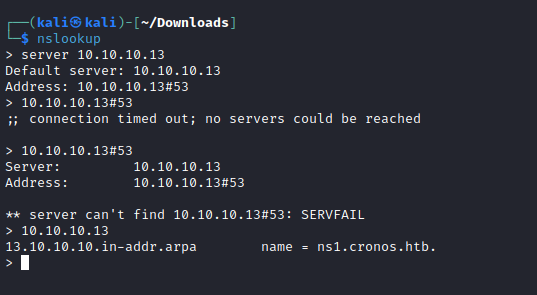 ┌──(kali㉿kali)-[~/Downloads]
└─$ nslookup
> server 10.10.10.13
Default server: 10.10.10.13
Address: 10.10.10.13#53
> 10.10.10.13#53
;; connection timed out; no servers could be reached
> 10.10.10.13#53
Server:         10.10.10.13
Address:        10.10.10.13#53
** server can't find 10.10.10.13#53: SERVFAIL
> 10.10.10.13
13.10.10.10.in-addr.arpa        name = ns1.cronos.htb.
>